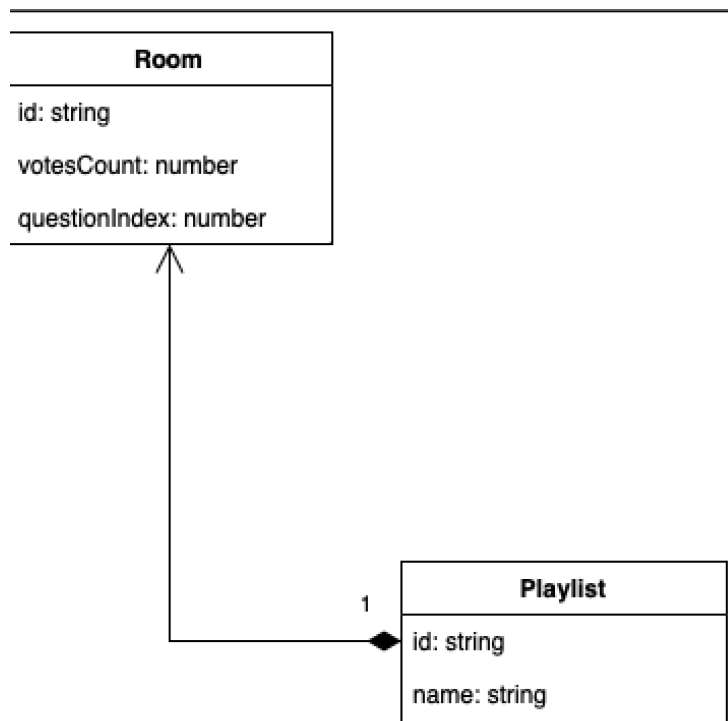 Room
id: string
votesCount: number
questionIndex: number
1
Playlist
id: string
name: string